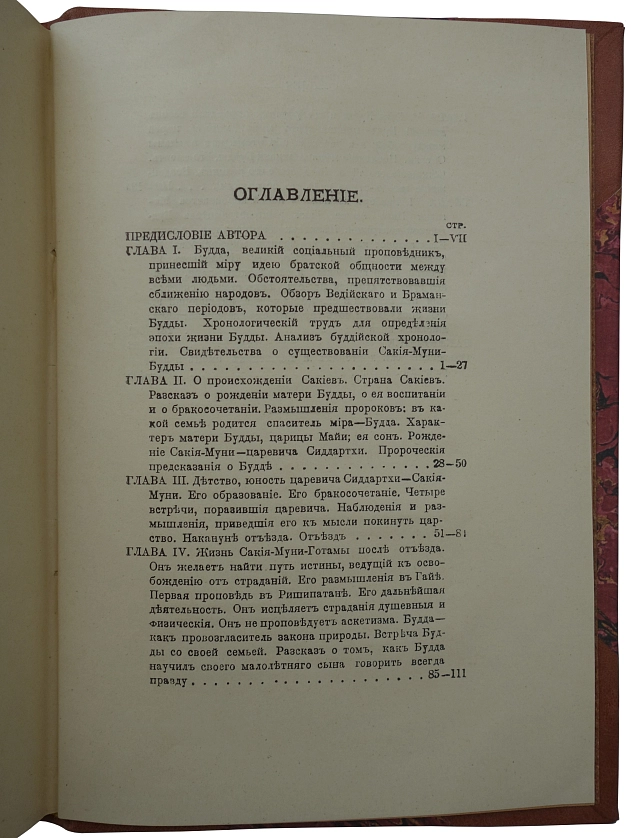 ОГЛАВЛЕНІЕ.
СТР.
ПРЕДИСЛОВІЕ АВТОРА . . . . . . . . . . . . . I—VII
ГЛАВА I. Будда, великій соціальный проповѣдникъ,
принесшій міру идею братской общности между
всѣми людьми. Обстоятельства, препятствовавшія
сближенію народовъ. Обзоръ Ведійскаго и Браман-
скаго періодовъ, которые предшествовали жизни
Будды. Хронологическій трудъ для опредѣленія
эпохи жизни Будды. Анализъ буддійской хроноло-
гіи. Свидѣтельства о существованіи Сакія-Муни-
Будды . . . . . . . . . . . . . . . . . . 1—27
ГЛАВА II. О происхожденіи Сакіевъ. Страна Сакіевъ.
Разсказъ о рожденіи матери Будды, о ея воспитаніи
и о бракосочетаніи. Размышленія пророковъ: въ ка-
кой семьѣ родится спаситель міра—Будда. Харак-
теръ матери Будды, царицы Майи; ея сонъ. Рожде-
ніе Сакія-Муни—царевича Сиддартхи. Пророческія
предсказанія о Буддѣ . . . . . . . . . . . 28—50
ГЛАВА III. Дѣтство, юность царевича Сиддартхи—Сакія-
Муни. Его образованіе. Его бракосочетаніе. Четыре
встрѣчи, поразившія царевича. Наблюденія и раз-
мышленія, приведшія его къ мысли покинуть цар-
ство. Наканунѣ отъѣзда. Отъѣздъ . . . . . . 51—84
ГЛАВА IV. Жизнь Сакія-Муни-Готамы послѣ отъѣзда.
Онъ желаетъ найти путь истины, ведущій къ осво-
божденію отъ страданій. Его размышленія въ Гайѣ.
Первая проповѣдь въ Ришипатанѣ. Его дальнѣйшая
дѣятельность. Онъ исцѣляетъ страданія душевныя и
физическія. Онъ не проповѣдуетъ аскетизма. Будда—
какъ провозгласитель закона природы. Встрѣча Буд-
ды со своей семьей. Разсказъ о томъ, какъ Будда
научилъ своего малолѣтняго сына говорить всегда
правду . . . . . . . . . . . . . . . . . . 85—111